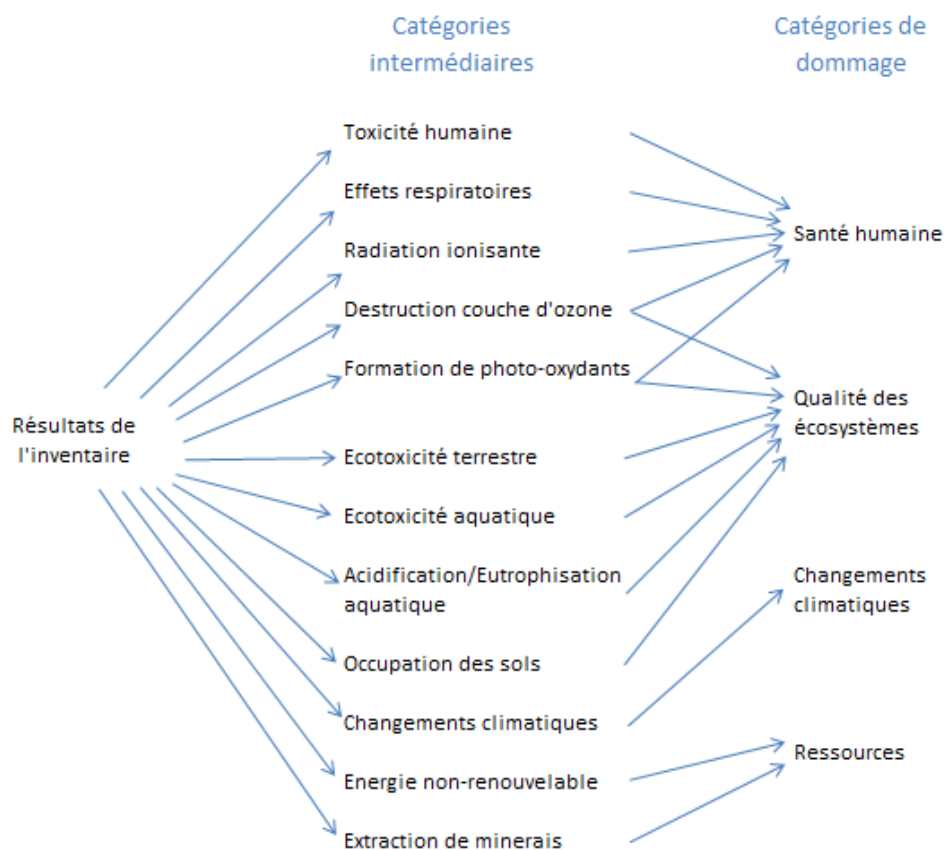 Catégories
intermédiaires
Catégories de
dommage
Toxicité humaine
Effets respiratoires
Radiation ionisante
Destruction couche d'ozone
Formation de photo-oxydants
Ecotoxicité terrestre
Ecotoxicité aquatique
Acidification/Eutrophisation
aquatique
Occupation des sols
Changements climatiques
Energie non-renouvelable
Extraction de minerais
Résultats de
l'inventaire
Santé humaine
Qualité des
écosystèmes
Changements
climatiques
Ressources